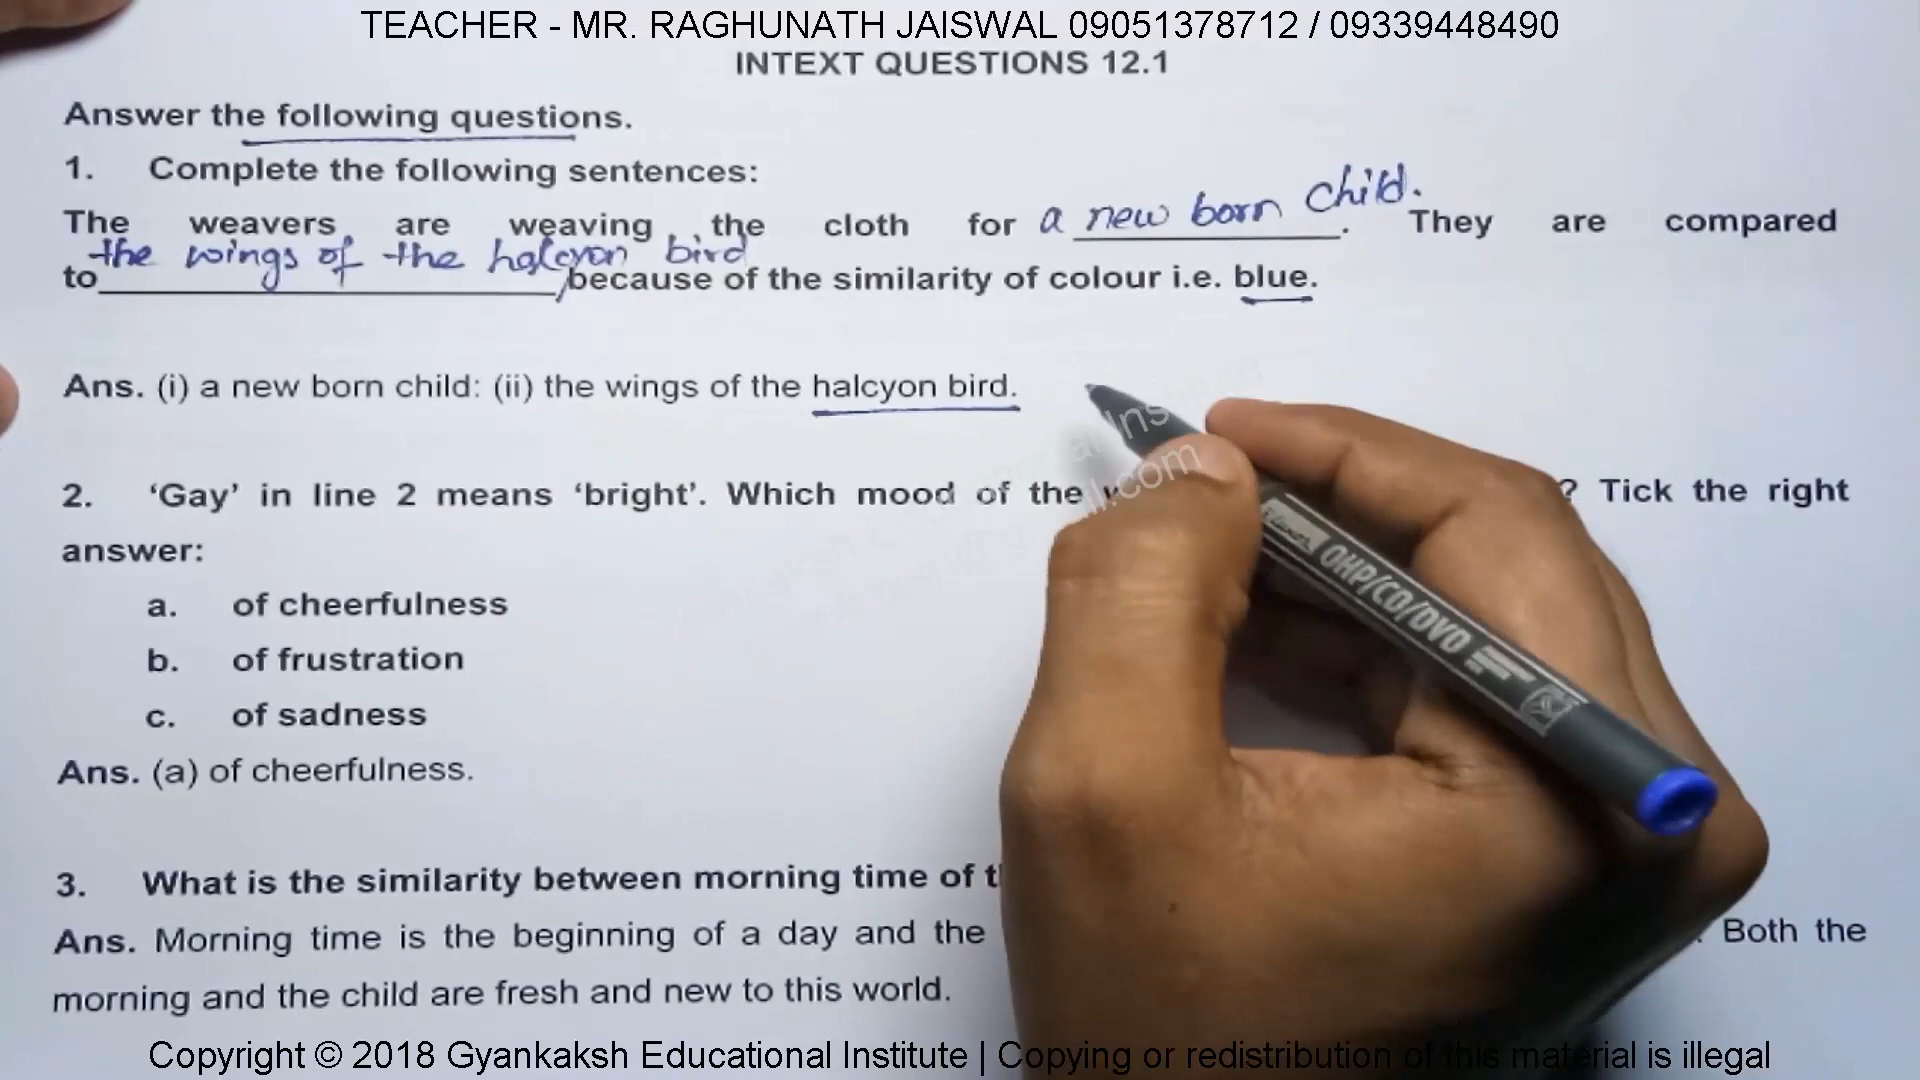 TEACHER - MR. RAGHUNATH JAISWAL 09051378712 / 09339448490
INTEXT QUESTIONS 12.1
Answer the following questions.
1. Complete the following sentences:
The weavers are weaving the cloth for a new born child. They are compared
to the wings of the halcyon bird, because of the similarity of colour i.e. blue.
Ans. (i) a new born child: (ii) the wings of the halcyon bird.
2. ‘Gay’ in line 2 means ‘bright’. Which mood of the ? Tick the right
answer:
a. of cheerfulness
b. of frustration
c. of sadness
Ans. (a) of cheerfulness.
3. What is the similarity between morning time of
Ans. Morning time is the beginning of a day and the Both the
morning and the child are fresh and new to this world.
OHP/CD/DVD
Copyright © 2018 Gyankaksh Educational Institute | Copying or redistribution of this material is illegal